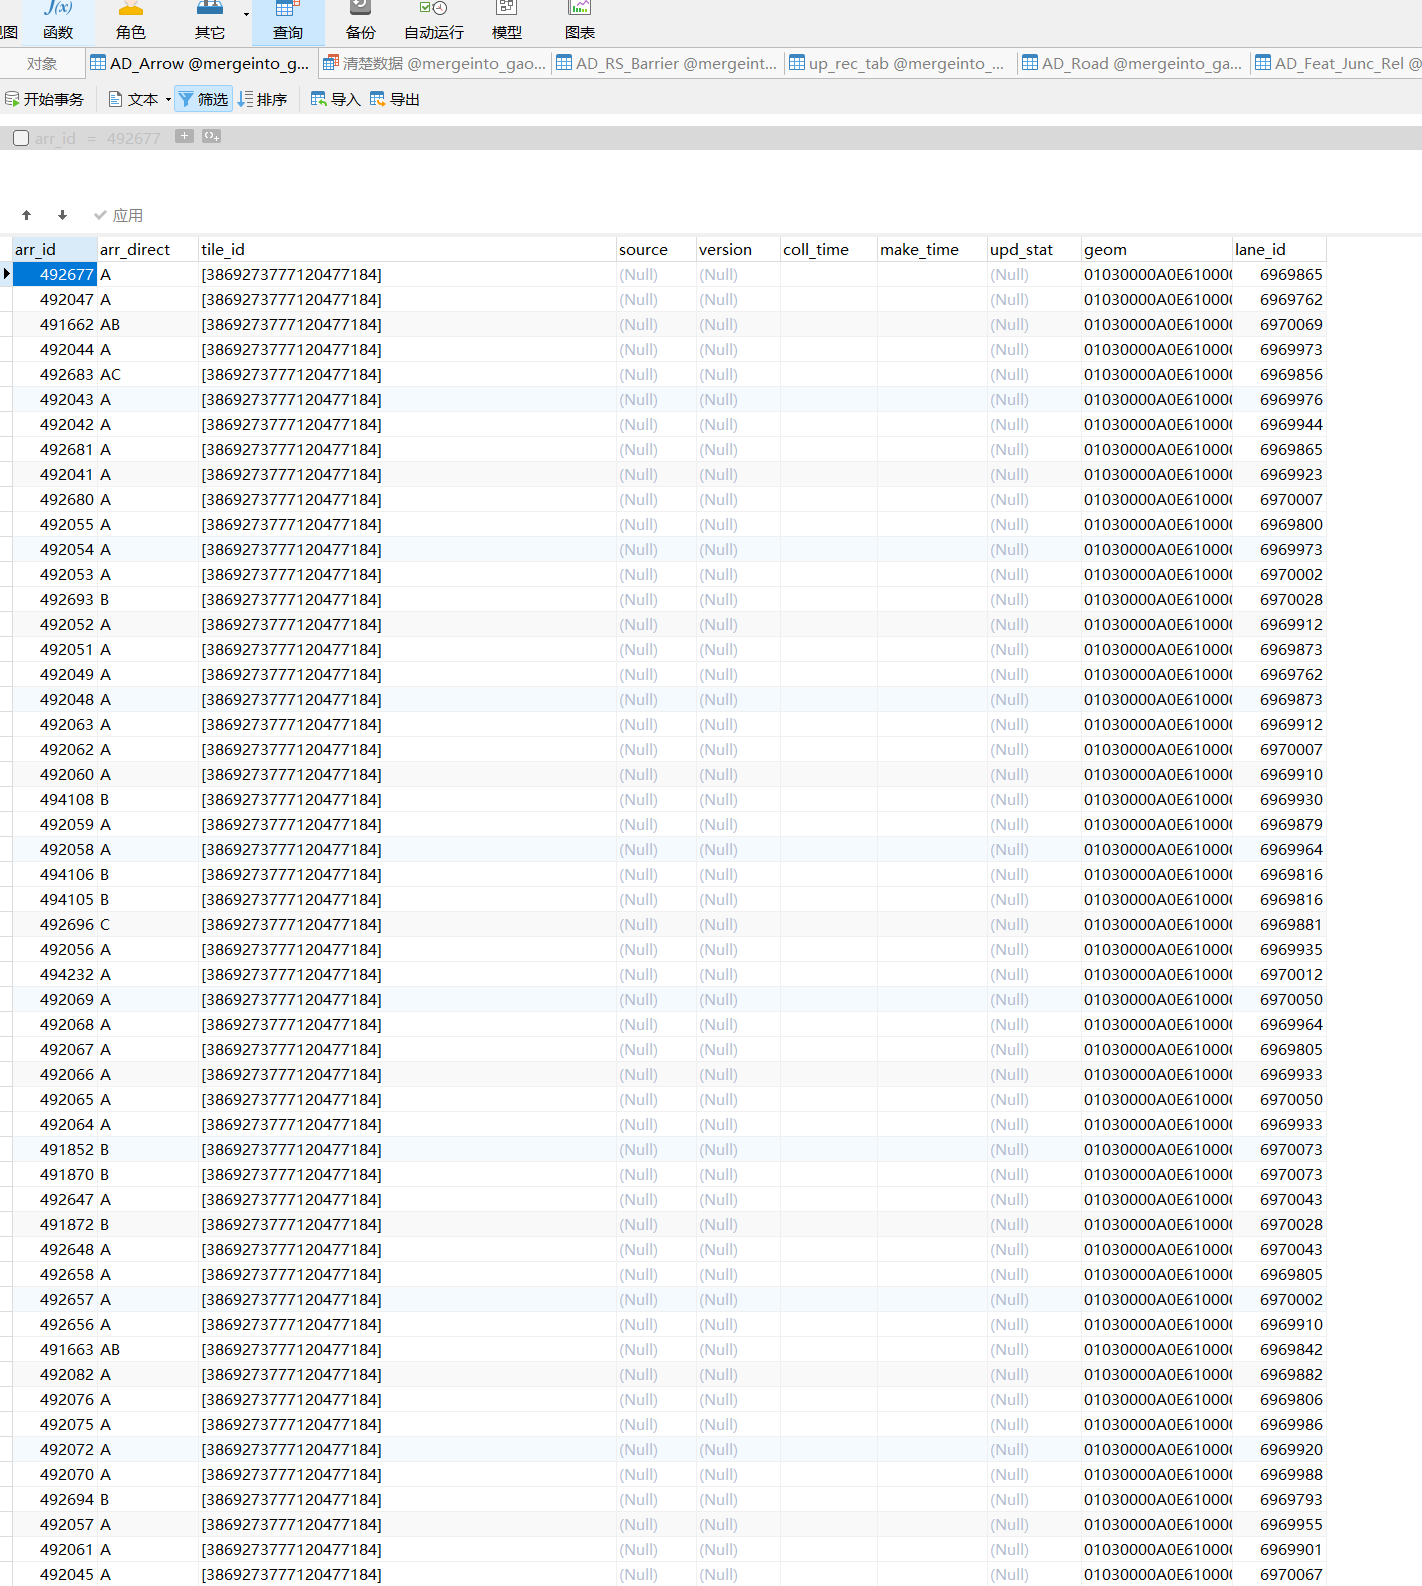 f(x)
视图 函数 角色 其它 查询 备份 自动运行 模型 图表
对象 AD_Arrow @mergeinto_g... 清楚数据 @mergeinto_gao... AD_RS_Barrier @mergeint... up_rec_tab @mergeinto_... AD_Road @mergeinto_ga... AD_Feat_Junc_Rel @
开始事务 文本 筛选 排序 导入 导出
arr_id = 492677
应用
arr_id arr_direct tile_id source version coll_time make_time upd_stat geom lane_id
492677 A [3869273777120477184] (Null) (Null) (Null) 01030000A0E61000 6969865
492047 A [3869273777120477184] (Null) (Null) (Null) 01030000A0E61000 6969762
491662 AB [3869273777120477184] (Null) (Null) (Null) 01030000A0E61000 6970069
492044 A [3869273777120477184] (Null) (Null) (Null) 01030000A0E61000 6969973
492683 AC [3869273777120477184] (Null) (Null) (Null) 01030000A0E61000 6969856
492043 A [3869273777120477184] (Null) (Null) (Null) 01030000A0E61000 6969976
492042 A [3869273777120477184] (Null) (Null) (Null) 01030000A0E61000 6969944
492681 A [3869273777120477184] (Null) (Null) (Null) 01030000A0E61000 6969865
492041 A [3869273777120477184] (Null) (Null) (Null) 01030000A0E61000 6969923
492680 A [3869273777120477184] (Null) (Null) (Null) 01030000A0E61000 6970007
492055 A [3869273777120477184] (Null) (Null) (Null) 01030000A0E61000 6969800
492054 A [3869273777120477184] (Null) (Null) (Null) 01030000A0E61000 6969973
492053 A [3869273777120477184] (Null) (Null) (Null) 01030000A0E61000 6970002
492693 B [3869273777120477184] (Null) (Null) (Null) 01030000A0E61000 6970028
492052 A [3869273777120477184] (Null) (Null) (Null) 01030000A0E61000 6969912
492051 A [3869273777120477184] (Null) (Null) (Null) 01030000A0E61000 6969873
492049 A [3869273777120477184] (Null) (Null) (Null) 01030000A0E61000 6969762
492048 A [3869273777120477184] (Null) (Null) (Null) 01030000A0E61000 6969873
492063 A [3869273777120477184] (Null) (Null) (Null) 01030000A0E61000 6969912
492062 A [3869273777120477184] (Null) (Null) (Null) 01030000A0E61000 6970007
492060 A [3869273777120477184] (Null) (Null) (Null) 01030000A0E61000 6969910
494108 B [3869273777120477184] (Null) (Null) (Null) 01030000A0E61000 6969930
492059 A [3869273777120477184] (Null) (Null) (Null) 01030000A0E61000 6969879
492058 A [3869273777120477184] (Null) (Null) (Null) 01030000A0E61000 6969964
494106 B [3869273777120477184] (Null) (Null) (Null) 01030000A0E61000 6969816
494105 B [3869273777120477184] (Null) (Null) (Null) 01030000A0E61000 6969816
492696 C [3869273777120477184] (Null) (Null) (Null) 01030000A0E61000 6969881
492056 A [3869273777120477184] (Null) (Null) (Null) 01030000A0E61000 6969935
494232 A [3869273777120477184] (Null) (Null) (Null) 01030000A0E61000 6970012
492069 A [3869273777120477184] (Null) (Null) (Null) 01030000A0E61000 6970050
492068 A [3869273777120477184] (Null) (Null) (Null) 01030000A0E61000 6969964
492067 A [3869273777120477184] (Null) (Null) (Null) 01030000A0E61000 6969805
492066 A [3869273777120477184] (Null) (Null) (Null) 01030000A0E61000 6969933
492065 A [3869273777120477184] (Null) (Null) (Null) 01030000A0E61000 6970050
492064 A [3869273777120477184] (Null) (Null) (Null) 01030000A0E61000 6969933
491852 B [3869273777120477184] (Null) (Null) (Null) 01030000A0E61000 6970073
491870 B [3869273777120477184] (Null) (Null) (Null) 01030000A0E61000 6970073
492647 A [3869273777120477184] (Null) (Null) (Null) 01030000A0E61000 6970043
491872 B [3869273777120477184] (Null) (Null) (Null) 01030000A0E61000 6970028
492648 A [3869273777120477184] (Null) (Null) (Null) 01030000A0E61000 6970043
492658 A [3869273777120477184] (Null) (Null) (Null) 01030000A0E61000 6969805
492657 A [3869273777120477184] (Null) (Null) (Null) 01030000A0E61000 6970002
492656 A [3869273777120477184] (Null) (Null) (Null) 01030000A0E61000 6969910
491663 AB [3869273777120477184] (Null) (Null) (Null) 01030000A0E61000 6969842
492082 A [3869273777120477184] (Null) (Null) (Null) 01030000A0E61000 6969882
492076 A [3869273777120477184] (Null) (Null) (Null) 01030000A0E61000 6969806
492075 A [3869273777120477184] (Null) (Null) (Null) 01030000A0E61000 6969986
492072 A [3869273777120477184] (Null) (Null) (Null) 01030000A0E61000 6969920
492070 A [3869273777120477184] (Null) (Null) (Null) 01030000A0E61000 6969988
492694 B [3869273777120477184] (Null) (Null) (Null) 01030000A0E61000 6969793
492057 A [3869273777120477184] (Null) (Null) (Null) 01030000A0E61000 6969955
492061 A [3869273777120477184] (Null) (Null) (Null) 01030000A0E61000 6969901
492045 A [3869273777120477184] (Null) (Null) (Null) 01030000A0E61000 6970067